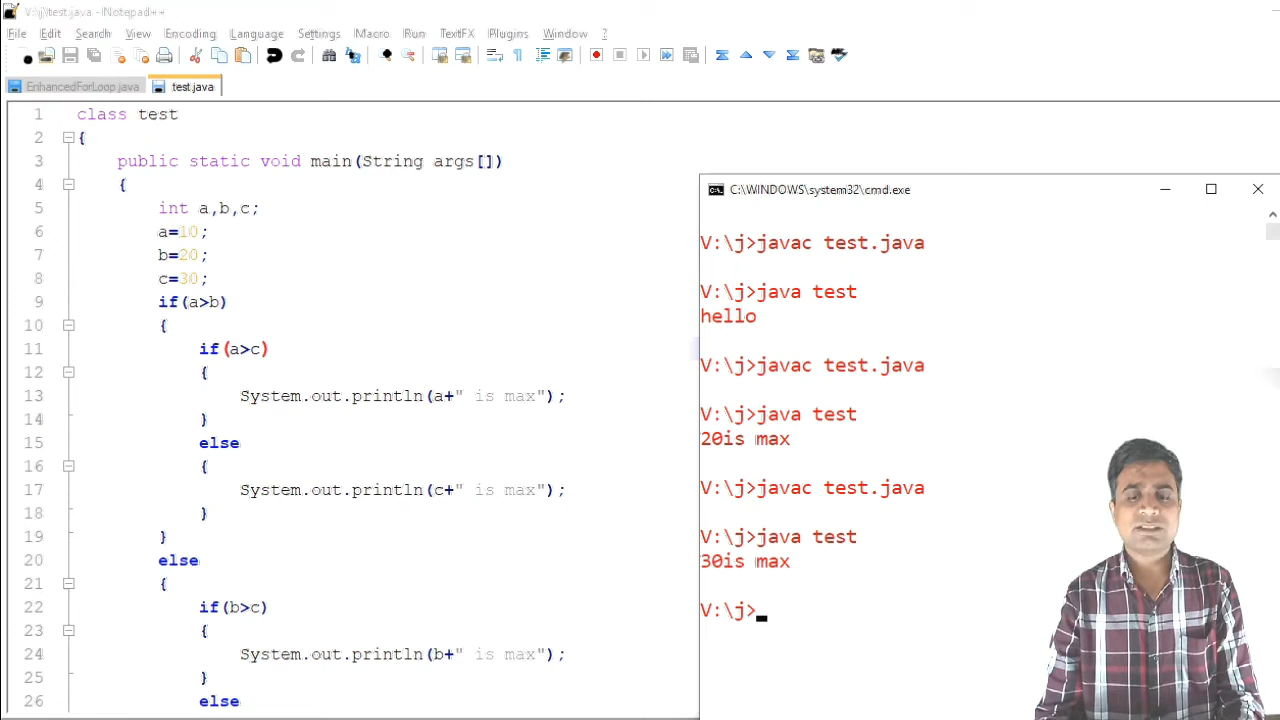 V:\j\test.java - Notepad++
File Edit Search View Encoding Language Settings Macro Run TextFX Plugins Window ?
EnhancedForLoop.java test.java
1 class test
2 {
3 public static void main(String args[])
4 {
5 int a,b,c;
6 a=10;
7 b=20;
8 c=30;
9 if(a>b)
10 {
11 if(a>c)
12 {
13 System.out.println(a+" is max");
14 }
15 else
16 {
17 System.out.println(c+" is max");
18 }
19 }
20 else
21 {
22 if(b>c)
23 {
24 System.out.println(b+" is max");
25 }
26 else
C:\WINDOWS\system32\cmd.exe
V:\j>javac test.java
V:\j>java test
hello
V:\j>javac test.java
V:\j>java test
20is max
V:\j>javac test.java
V:\j>java test
30is max
V:\j>